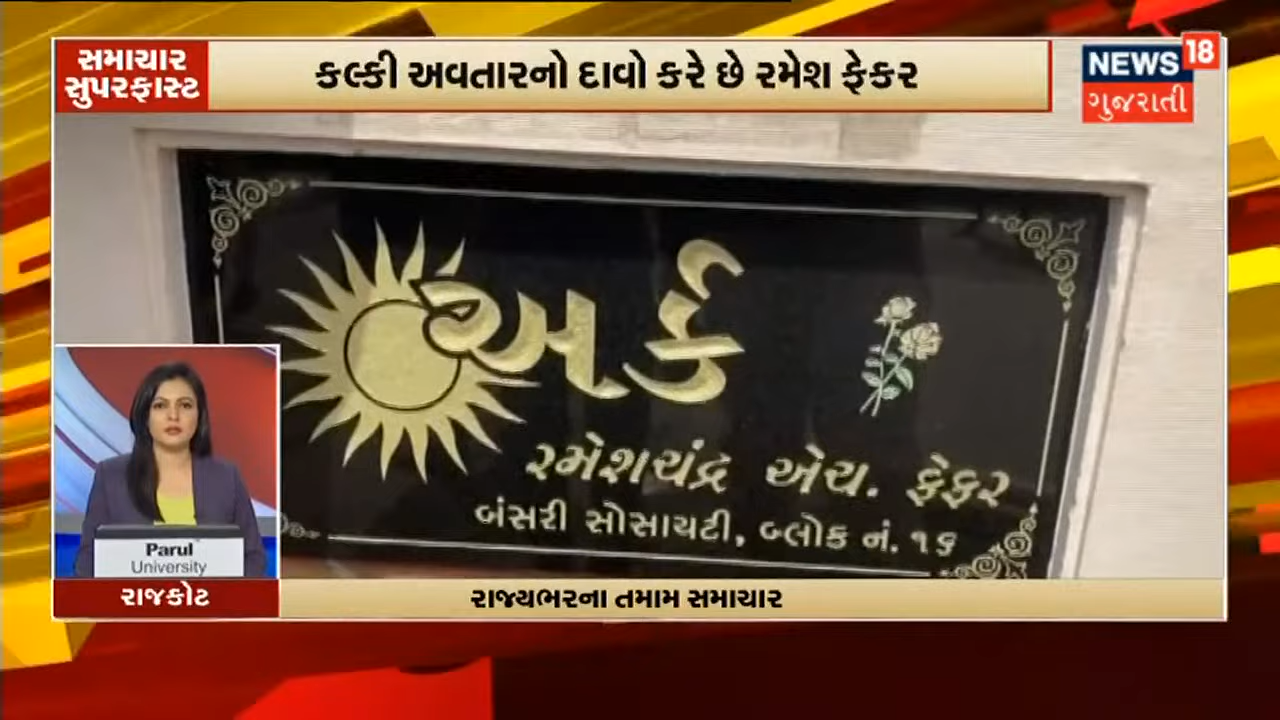 સમાચાર
સુપરફાસ્ટ
કલ્કી અવતારનો દાવો કરે છે રમેશ ફેકર
NEWS 18
ગુજરાતી
અર્ક
રમેશચંદ્ર એચ. ફેફર
બંસરી સોસાયટી, બ્લોક નં. ૧૬
Parul
University
રાજકોટ
રાજ્યભરના તમામ સમાચાર